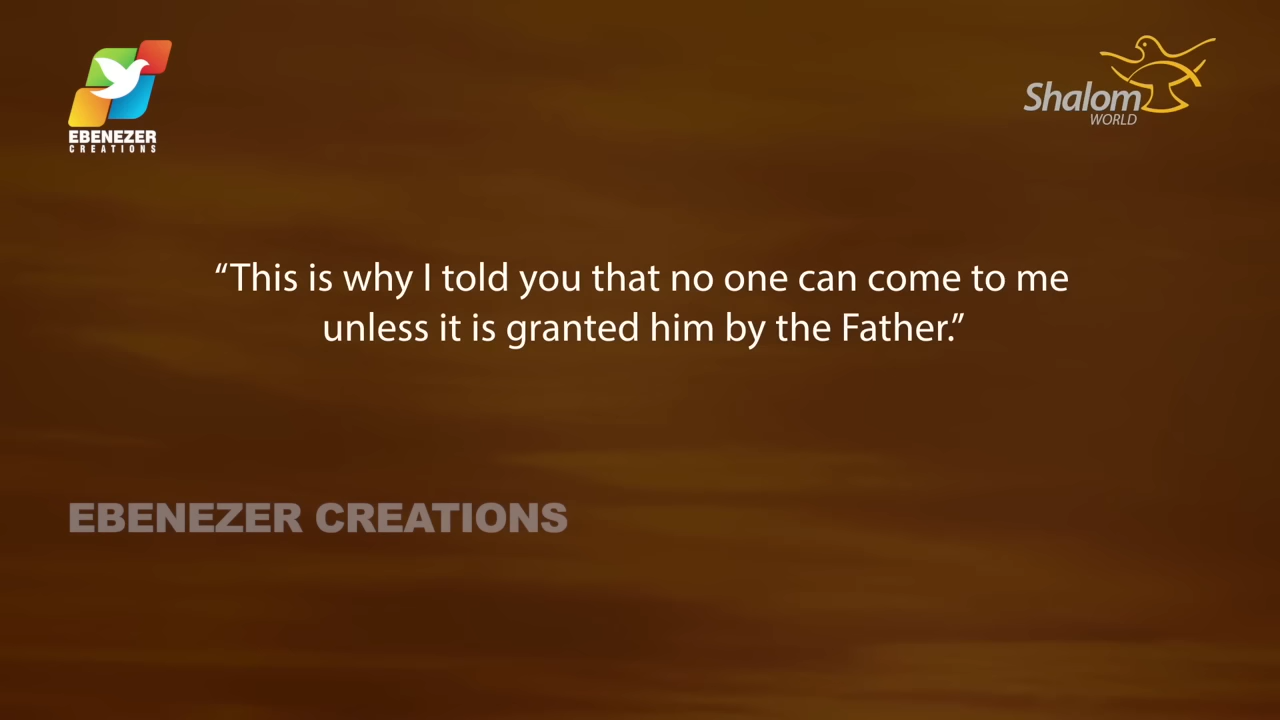 EBENEZER
CREATIONS
Shalom
WORLD
“This is why I told you that no one can come to me
unless it is granted him by the Father.”
EBENEZER CREATIONS